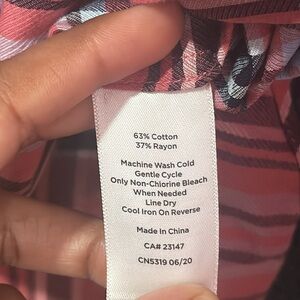 63% Cotton
37% Rayon
Machine Wash Cold
Gentle Cycle
Only Non-Chlorine Bleach
When Needed
Line Dry
Cool Iron On Reverse
Made In China
CA# 23147
CN5319 06/20